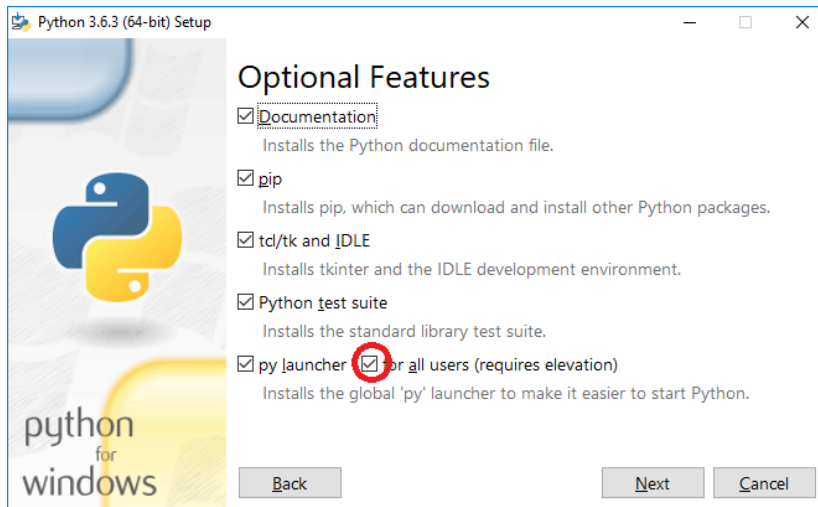 Python 3.6.3 (64-bit) Setup
Optional Features
Documentation
Installs the Python documentation file.
pip
Installs pip, which can download and install other Python packages.
tcl/tk and IDLE
Installs tkinter and the IDLE development environment.
Python test suite
Installs the standard library test suite.
py launcher for all users (requires elevation)
Installs the global 'py' launcher to make it easier to start Python.
python
for
windows
Back Next Cancel